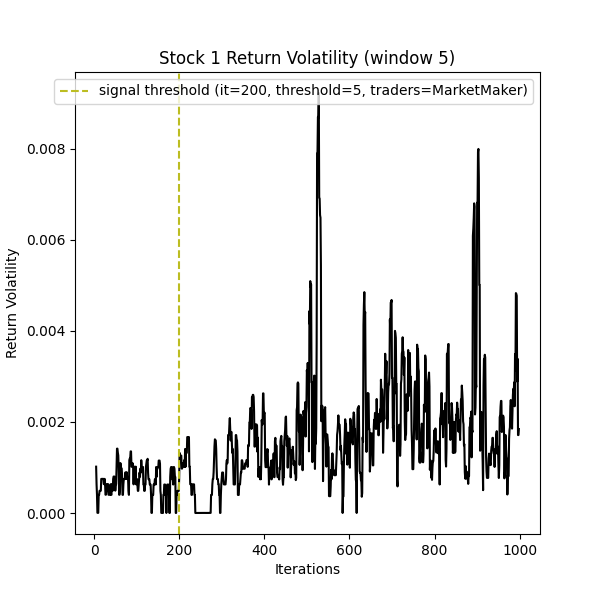 Stock 1 Return Volatility (window 5)
signal threshold (it=200, threshold=5, traders=MarketMaker)
0.008
0.006
0.004
0.002
0.000
Return Volatility
0 200 400 600 800 1000
Iterations